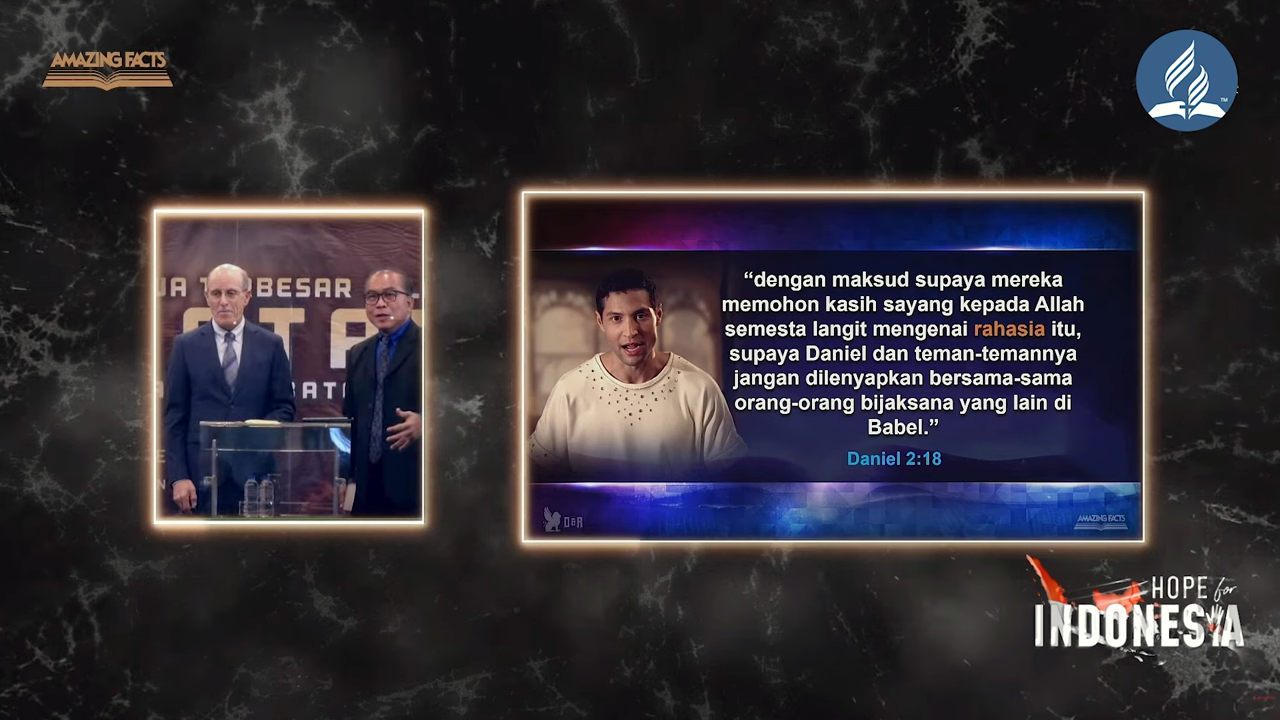 AMAZING FACTS
TERBESAR
“dengan maksud supaya mereka
memohon kasih sayang kepada Allah
semesta langit mengenai rahasia itu,
supaya Daniel dan teman-temannya
jangan dilenyapkan bersama-sama
orang-orang bijaksana yang lain di
Babel.”
Daniel 2:18
D&R
AMAZING FACTS
HOPE for
INDONESIA